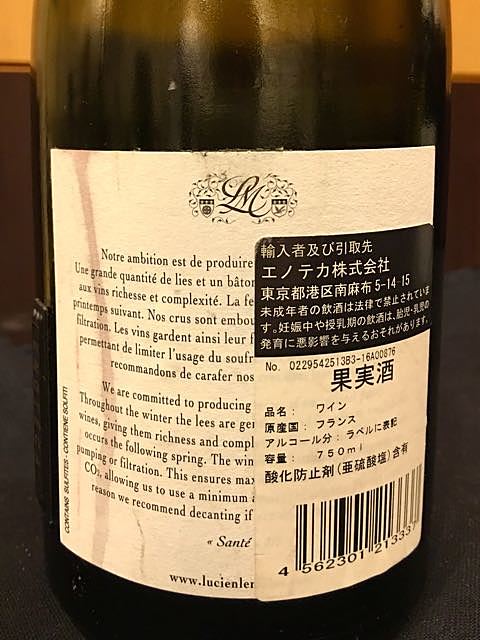 LM
Notre ambition est de produire
Une grande quantité de lies et un bâton
aux vins richesse et complexité. La fe
printemps suivant. Nos crus sont embou
filtration. Les vins gardent ainsi leur f
permettant de limiter l'usage du soufr
recommandons de carafer nos
We are committed to producing
Throughout the winter the lees are gen
wines, giving them richness and compl
occurs the following spring. The win
pumping or filtration. This ensures max
CO₂, allowing us to use a minimum a
reason we recommend decanting if
« Santé
www.lucienlem
CONTAINS SULFITES - CONTIENE SOLFITI
輸入者及び引取先
エノテカ株式会社
東京都港区南麻布5-14-15
未成年者の飲酒は法律で禁止されていま
す。妊娠中や授乳期の飲酒は、胎児・乳児の
発育に悪影響を与えるおそれがあります。
No. 0229542513B3-16A00876
果実酒
品名: ワイン
原産国: フランス
アルコール分: ラベルに表記
容量: 750ml
酸化防止剤(亜硫酸塩)含有
4 562301 213337